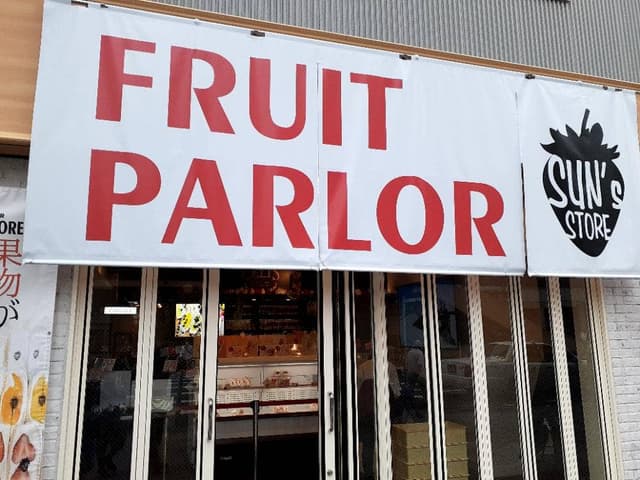 FRUIT
PARLOR
SUN's
STORE
ORE
果物が